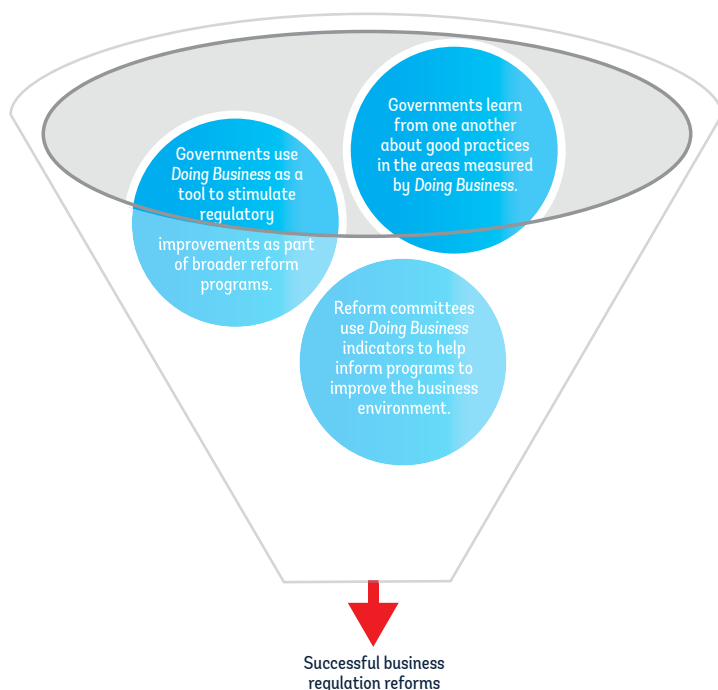 Governments learn
from one another
about good practices
in the areas measured
by Doing Business.
Governments use
Doing Business as a
tool to stimulate
regulatory
improvements as part
of broader reform
programs.
Reform committees
use Doing Business
indicators to help
inform programs to
improve the business
environment.
Successful business
regulation reforms